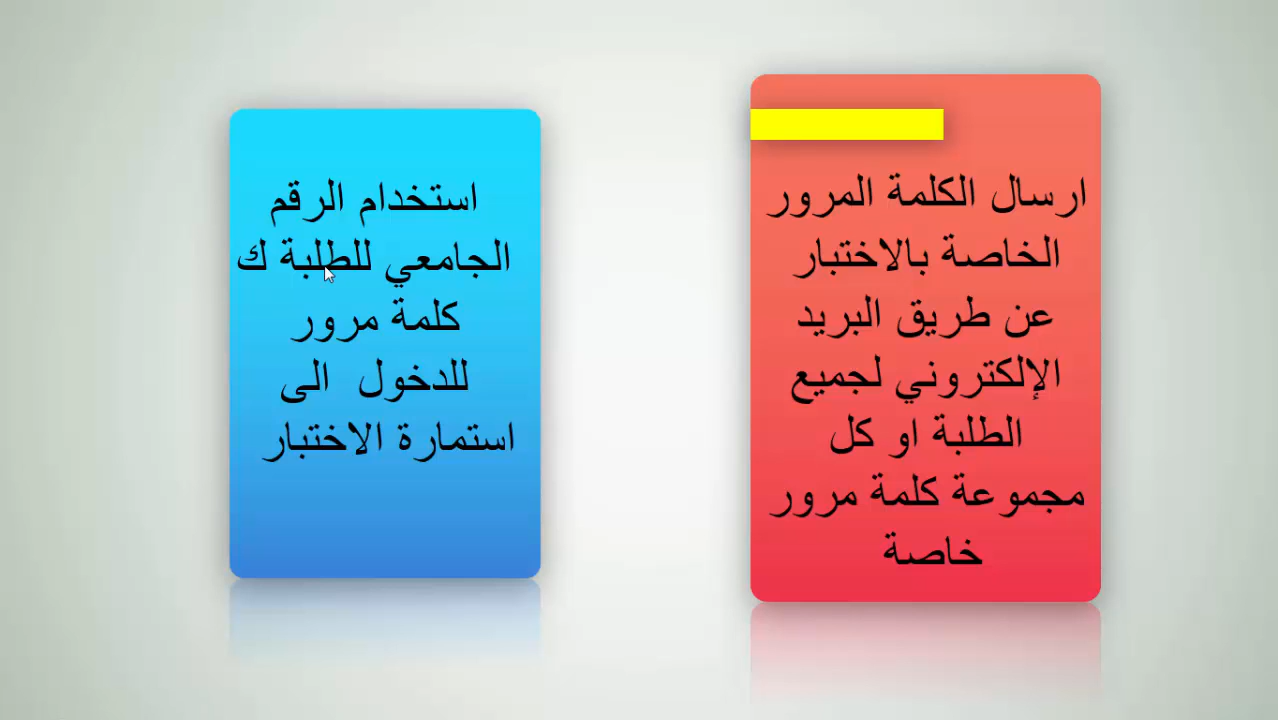 ارسال الكلمة المرور
الخاصة بالاختبار
عن طريق البريد
الإلكتروني لجميع
الطلبة او كل
مجموعة كلمة مرور
خاصة
استخدام الرقم
الجامعي للطلبة ك
كلمة مرور
للدخول الى
استمارة الاختبار